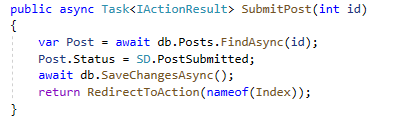 public async Task<IActionResult> SubmitPost(int id)
{
var Post = await db.Posts.FindAsync(id);
Post.Status = SD.PostSubmitted;
await db.SaveChangesAsync();
return RedirectToAction(nameof(Index));
}